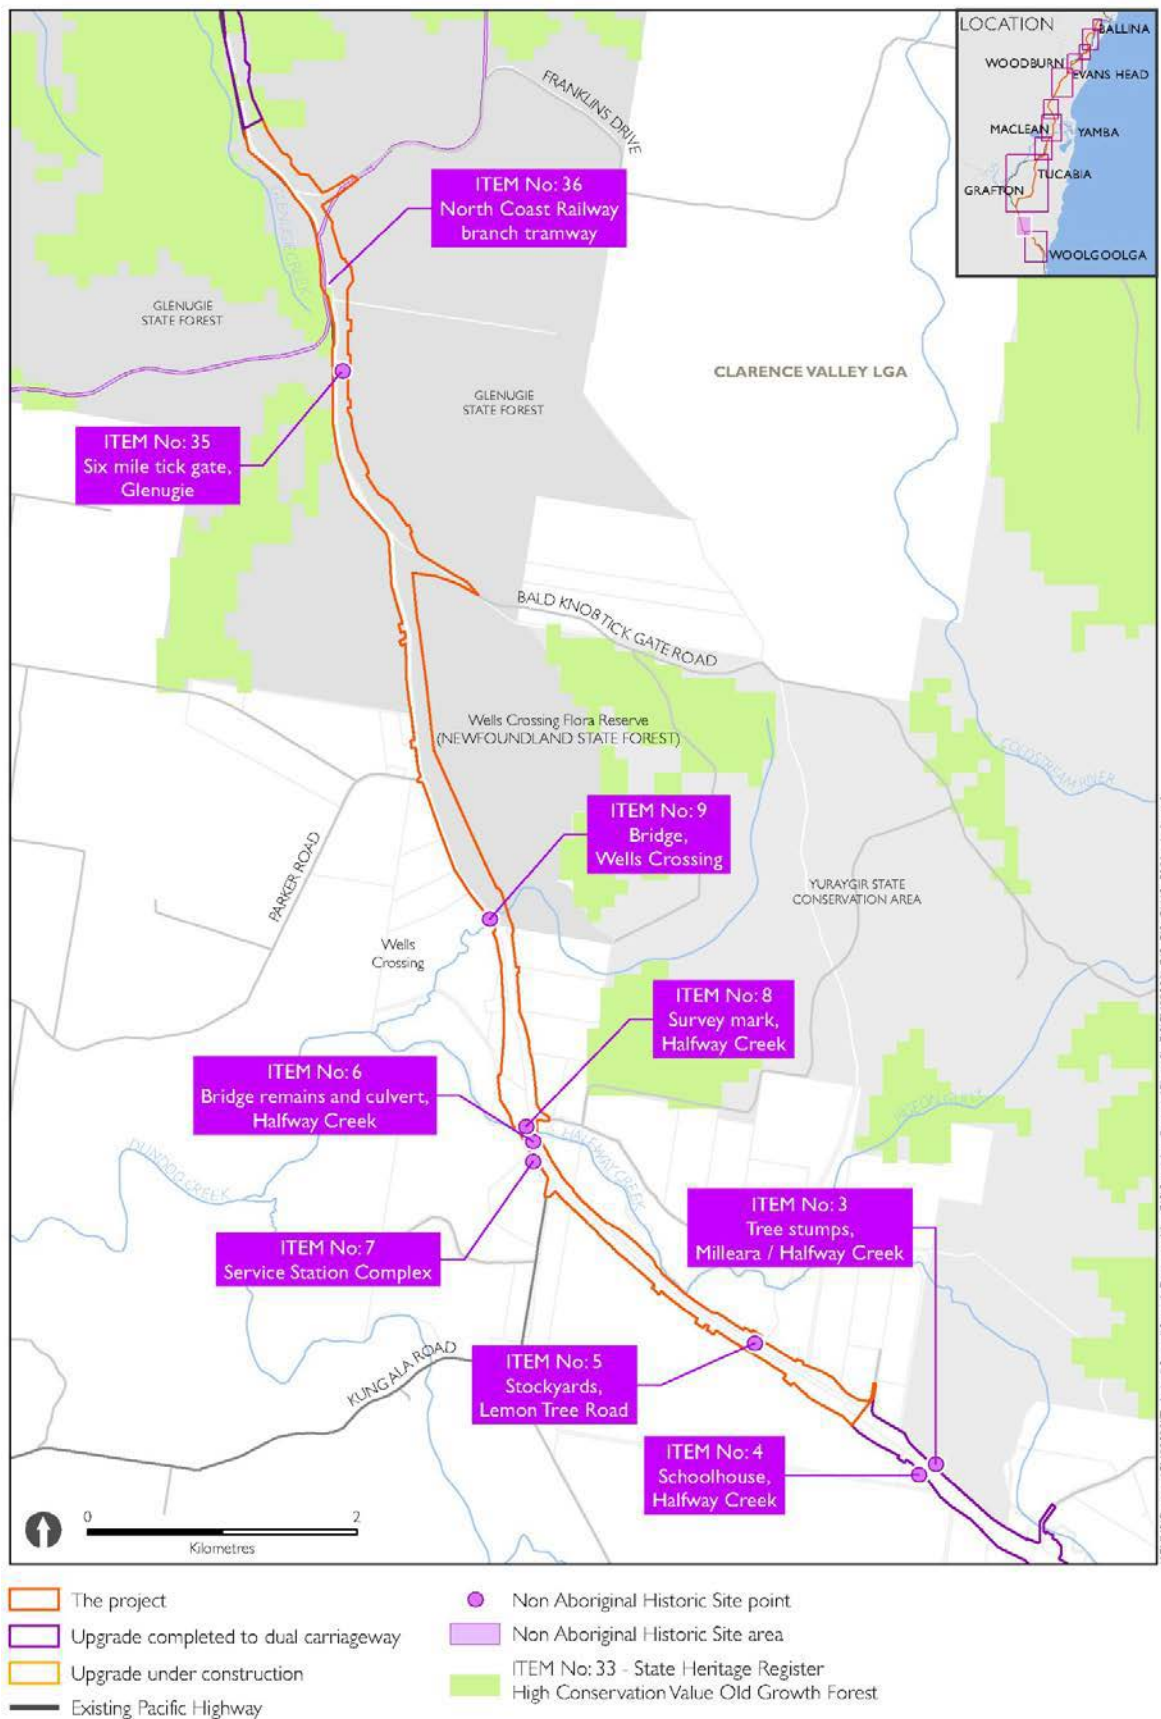 LOCATION
BALLINA
WOODBURN
EVANS HEAD
MACLEAN
YAMBA
TUCABIA
GRAFTON
WOOLGOOLGA
FRANKLINS DRIVE
ITEM No: 36
North Coast Railway
branch tramway
GLENUGIE CREEK
GLENUGIE
STATE FOREST
CLARENCE VALLEY LGA
GLENUGIE
STATE FOREST
ITEM No: 35
Six mile tick gate,
Glenugie
BALD KNOB TICK GATE ROAD
Wells Crossing Flora Reserve
(NEWFOUNDLAND STATE FOREST)
COLDSTREAM RIVER
ITEM No: 9
Bridge,
Wells Crossing
PARKER ROAD
YURAYGIR STATE
CONSERVATION AREA
Wells
Crossing
ITEM No: 8
Survey mark,
Halfway Creek
ITEM No: 6
Bridge remains and culvert,
Halfway Creek
HALFWAY CREEK
DUNDOO CREEK
ITEM No: 3
Tree stumps,
Milleara / Halfway Creek
ITEM No: 7
Service Station Complex
KUNGALA ROAD
ITEM No: 5
Stockyards,
Lemon Tree Road
ITEM No: 4
Schoolhouse,
Halfway Creek
0 2
Kilometres
The project
Upgrade completed to dual carriageway
Upgrade under construction
Existing Pacific Highway
Non Aboriginal Historic Site point
Non Aboriginal Historic Site area
ITEM No: 33 - State Heritage Register
High Conservation Value Old Growth Forest